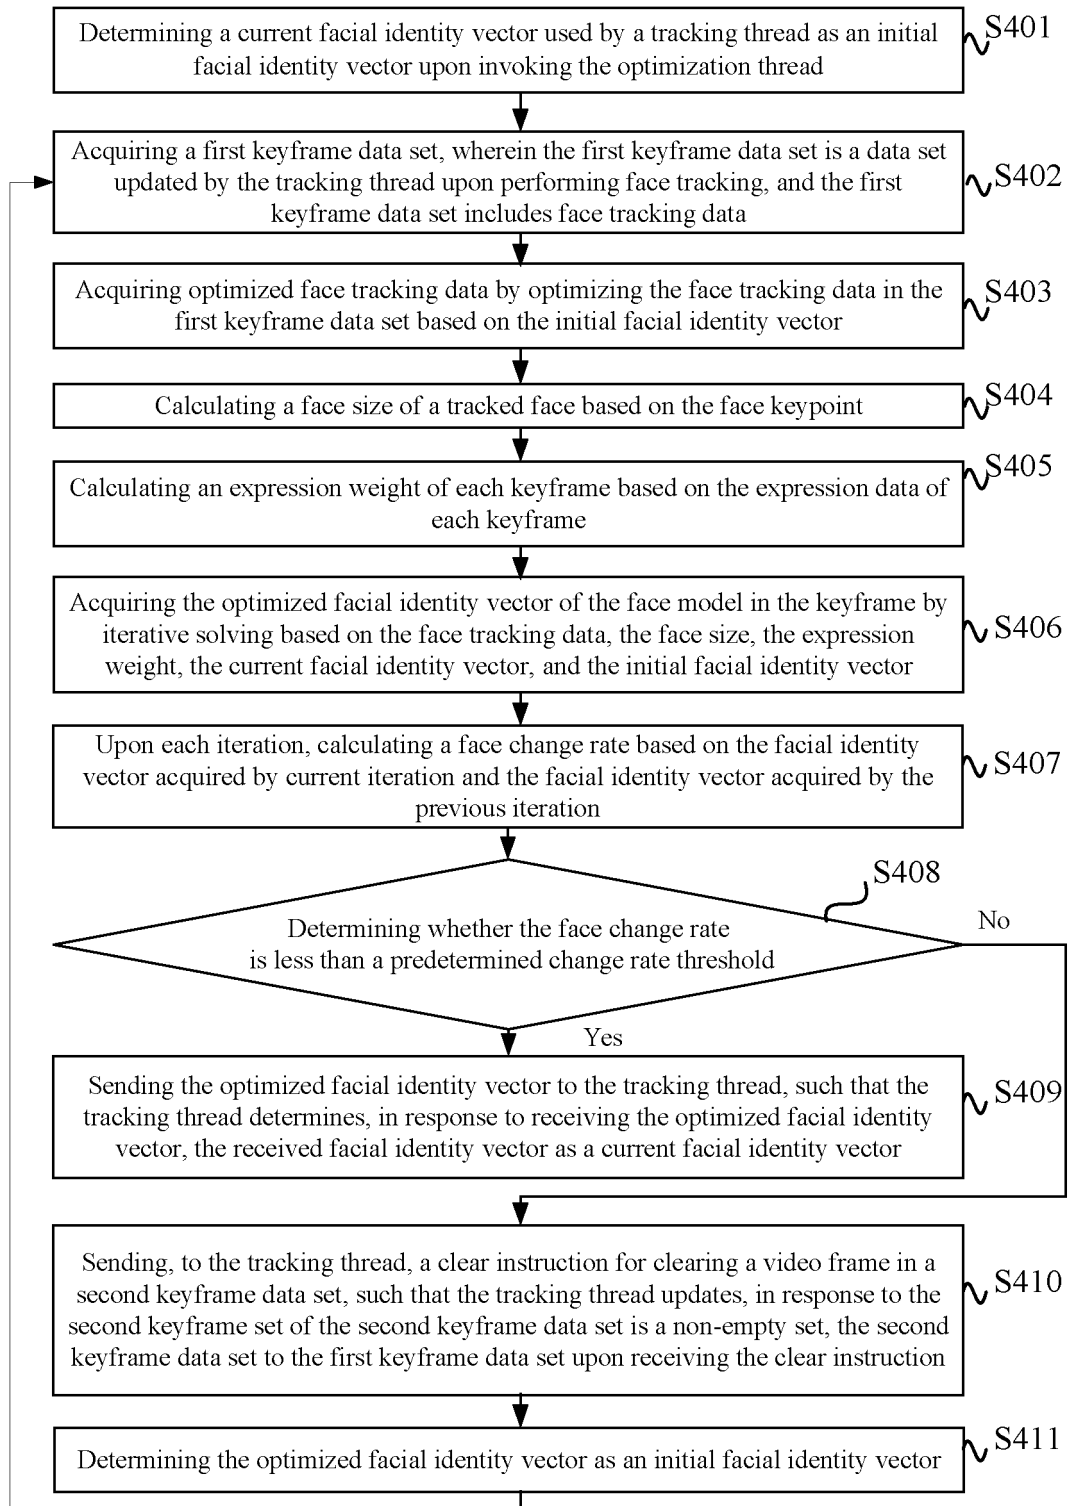 Determining a current facial identity vector used by a tracking thread as an initial
facial identity vector upon invoking the optimization thread
S401
Acquiring a first keyframe data set, wherein the first keyframe data set is a data set
updated by the tracking thread upon performing face tracking, and the first
keyframe data set includes face tracking data
S402
Acquiring optimized face tracking data by optimizing the face tracking data in the
first keyframe data set based on the initial facial identity vector
S403
Calculating a face size of a tracked face based on the face keypoint
S404
Calculating an expression weight of each keyframe based on the expression data of
each keyframe
S405
Acquiring the optimized facial identity vector of the face model in the keyframe by
iterative solving based on the face tracking data, the face size, the expression
weight, the current facial identity vector, and the initial facial identity vector
S406
Upon each iteration, calculating a face change rate based on the facial identity
vector acquired by current iteration and the facial identity vector acquired by the
previous iteration
S407
S408
Determining whether the face change rate
is less than a predetermined change rate threshold
No
Yes
Sending the optimized facial identity vector to the tracking thread, such that the
tracking thread determines, in response to receiving the optimized facial identity
vector, the received facial identity vector as a current facial identity vector
S409
Sending, to the tracking thread, a clear instruction for clearing a video frame in a
second keyframe data set, such that the tracking thread updates, in response to the
second keyframe set of the second keyframe data set is a non-empty set, the second
keyframe data set to the first keyframe data set upon receiving the clear instruction
S410
Determining the optimized facial identity vector as an initial facial identity vector
S411